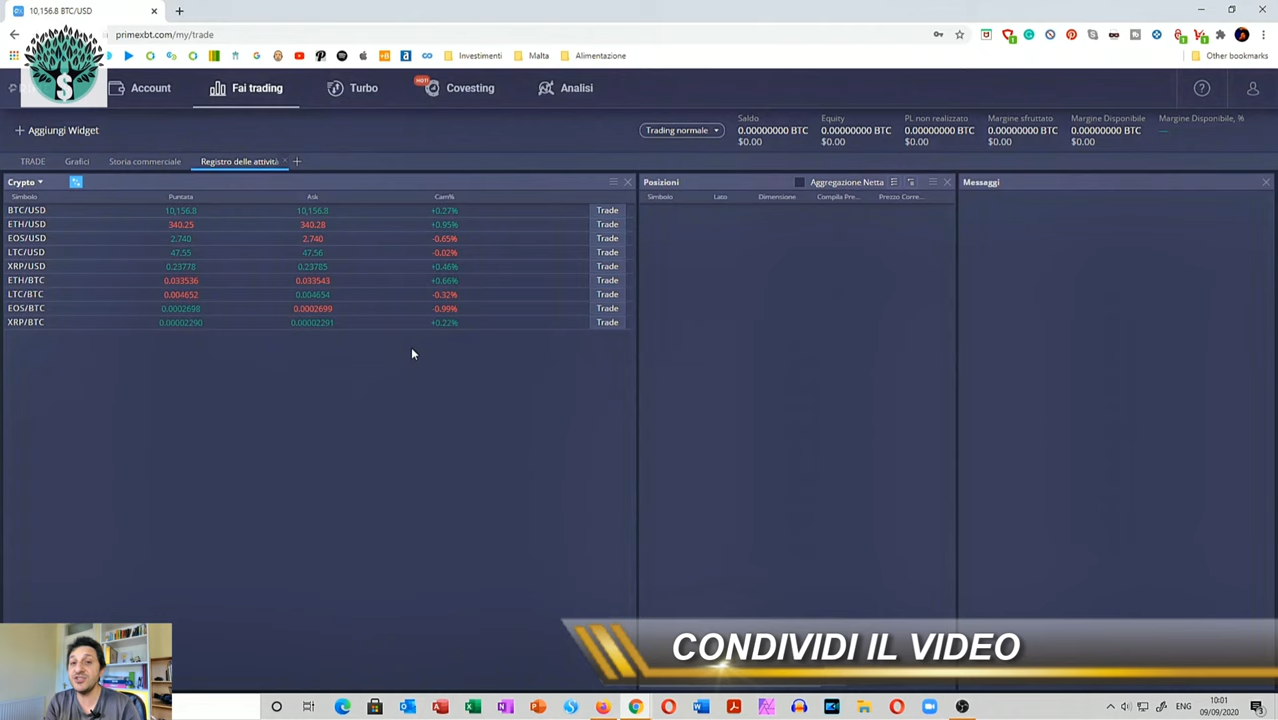 10,156.8 BTC/USD
primexbt.com/my/trade
Investimenti
Malta
Alimentazione
Other bookmarks
Account
Fai trading
Turbo
HOT!
Covesting
Analisi
+ Aggiungi Widget
Trading normale
Saldo
0.00000000 BTC
$0.00
Equity
0.00000000 BTC
$0.00
PL non realizzato
0.00000000 BTC
$0.00
Margine sfruttato
0.00000000 BTC
$0.00
Margine Disponibile
0.00000000 BTC
$0.00
Margine Disponibile, %
TRADE
Grafici
Storia commerciale
Registro delle attività
Crypto
Simbolo Puntata Ask Cam%
BTC/USD 10,156.8 10,156.8 +0.27% Trade
ETH/USD 340.25 340.28 +0.95% Trade
EOS/USD 2.740 2.740 -0.65% Trade
LTC/USD 47.55 47.56 -0.02% Trade
XRP/USD 0.23778 0.23785 +0.46% Trade
ETH/BTC 0.033536 0.033543 +0.66% Trade
LTC/BTC 0.004652 0.004654 -0.32% Trade
EOS/BTC 0.0002698 0.0002699 -0.99% Trade
XRP/BTC 0.00002290 0.00002291 +0.22% Trade
Posizioni
Aggregazione Netta
Simbolo Lato Dimensione Compila Pre... Prezzo Corre...
Messaggi
CONDIVIDI IL VIDEO
ENG
10:01
09/09/2020